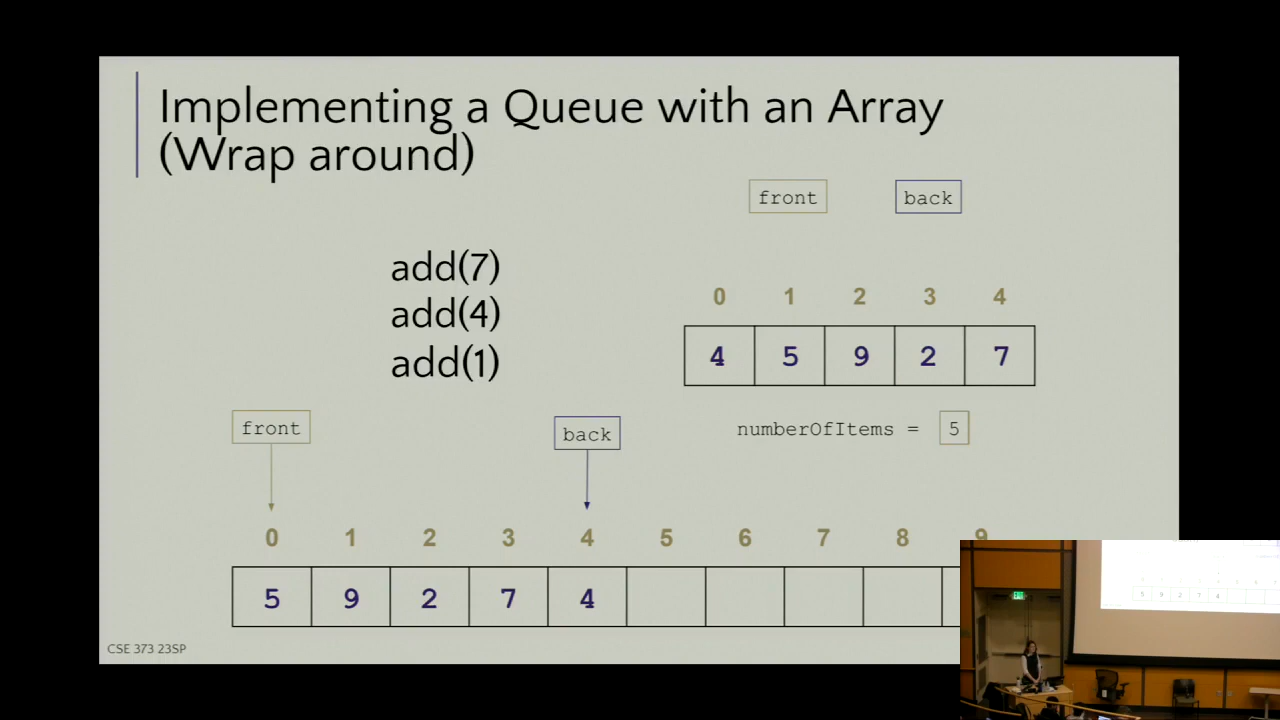 Implementing a Queue with an Array
(Wrap around)
front back
add(7)
add(4)
add(1)
0 1 2 3 4
4 5 9 2 7
numberOfItems = 5
front back
0 1 2 3 4 5 6 7 8 9
5 9 2 7 4
CSE 373 23SP